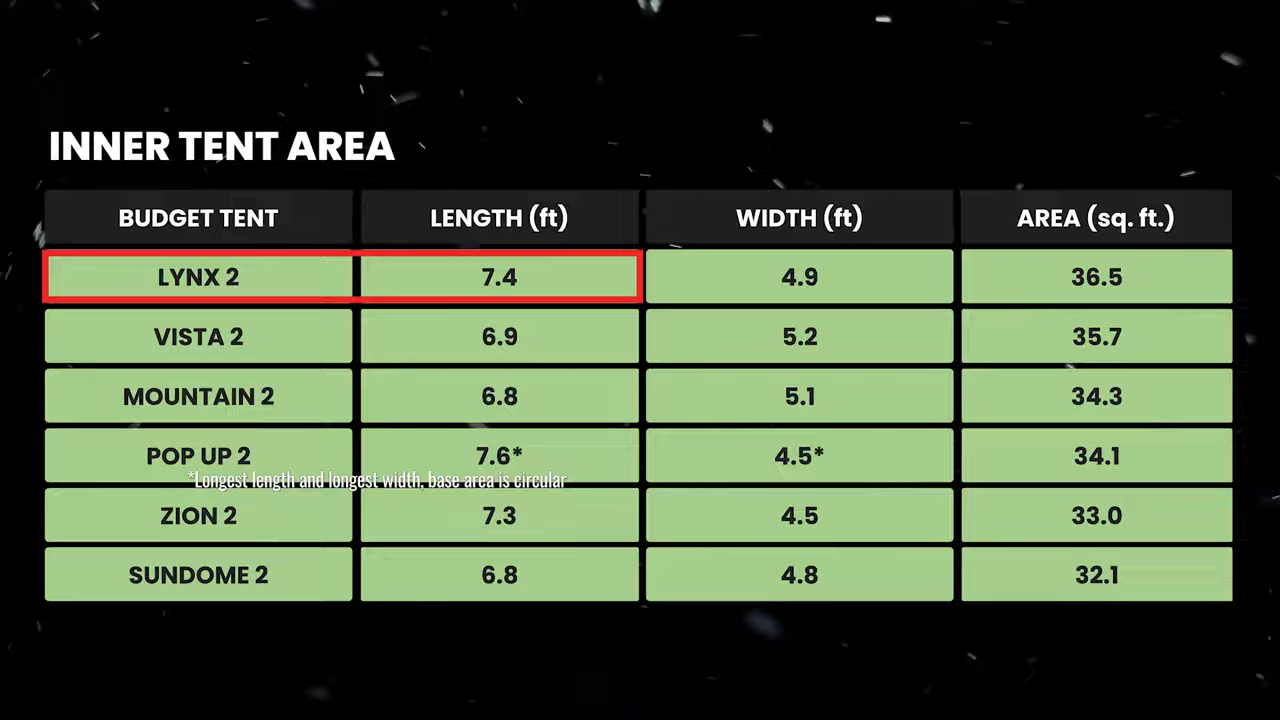 INNER TENT AREA
BUDGET TENT LENGTH (ft) WIDTH (ft) AREA (sq. ft.)
LYNX 2 7.4 4.9 36.5
VISTA 2 6.9 5.2 35.7
MOUNTAIN 2 6.8 5.1 34.3
POP UP 2 7.6* 4.5* 34.1
*Longest length and longest width, base area is circular
ZION 2 7.3 4.5 33.0
SUNDOME 2 6.8 4.8 32.1